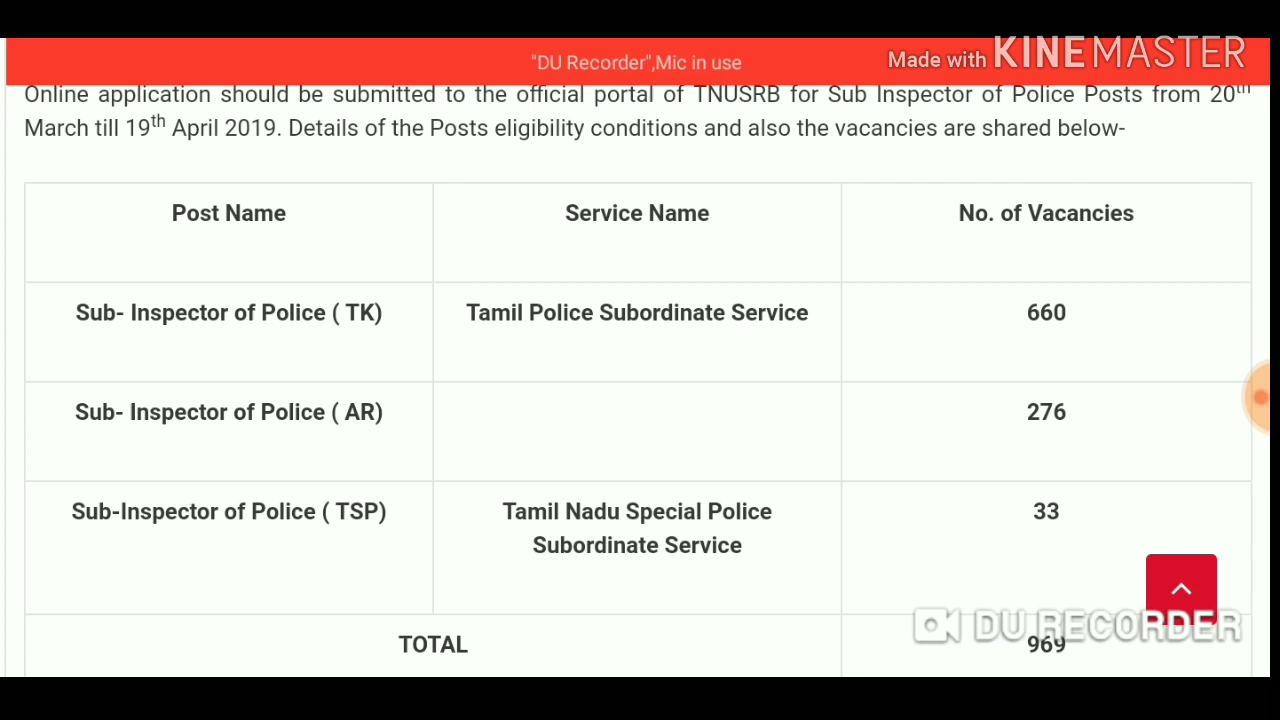 "DU Recorder",Mic in use
Made with KINEMASTER
Online application should be submitted to the official portal of TNUSRB for Sub Inspector of Police Posts from 20th
March till 19th April 2019. Details of the Posts eligibility conditions and also the vacancies are shared below-
Post Name Service Name No. of Vacancies
Sub- Inspector of Police ( TK) Tamil Police Subordinate Service 660
Sub- Inspector of Police ( AR) 276
Sub-Inspector of Police ( TSP) Tamil Nadu Special Police 33
Subordinate Service
DU RECORDER
TOTAL 969